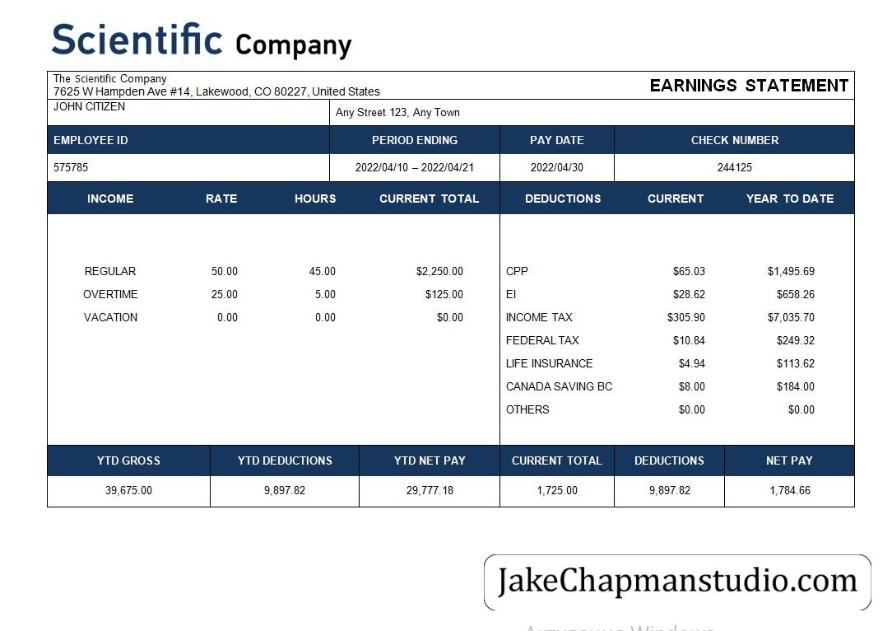 Scientific Company
The Scientific Company
7625 W Hampden Ave #14, Lakewood, CO 80227, United States
EARNINGS STATEMENT
JOHN CITIZEN
Any Street 123, Any Town
EMPLOYEE ID PERIOD ENDING PAY DATE CHECK NUMBER
575785 2022/04/10 – 2022/04/21 2022/04/30 244125
INCOME RATE HOURS CURRENT TOTAL DEDUCTIONS CURRENT YEAR TO DATE
REGULAR 50.00 45.00 $2,250.00 CPP $65.03 $1,495.69
OVERTIME 25.00 5.00 $125.00 EI $28.62 $658.26
VACATION 0.00 0.00 $0.00 INCOME TAX $305.90 $7,035.70
FEDERAL TAX $10.84 $249.32
LIFE INSURANCE $4.94 $113.62
CANADA SAVING BC $8.00 $184.00
OTHERS $0.00 $0.00
YTD GROSS YTD DEDUCTIONS YTD NET PAY CURRENT TOTAL DEDUCTIONS NET PAY
39,675.00 9,897.82 29,777.18 1,725.00 9,897.82 1,784.66
JakeChapmanstudio.com